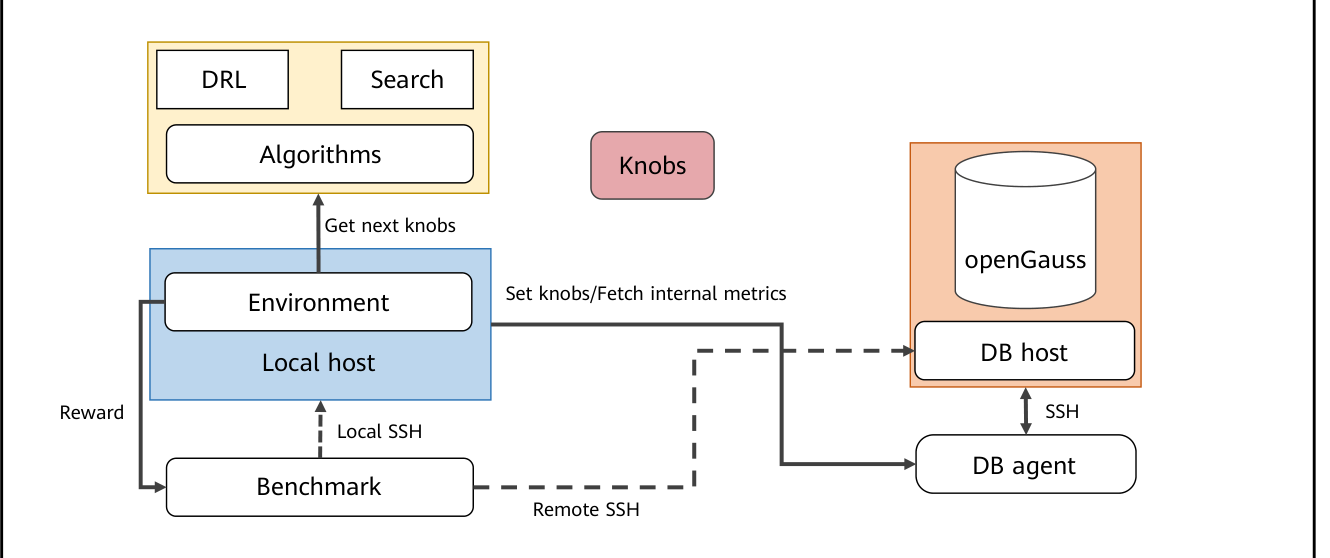 DRL
Search
Algorithms
Knobs
Get next knobs
openGauss
Environment
Set knobs/Fetch internal metrics
Local host
DB host
Reward
Local SSH
SSH
Benchmark
DB agent
Remote SSH